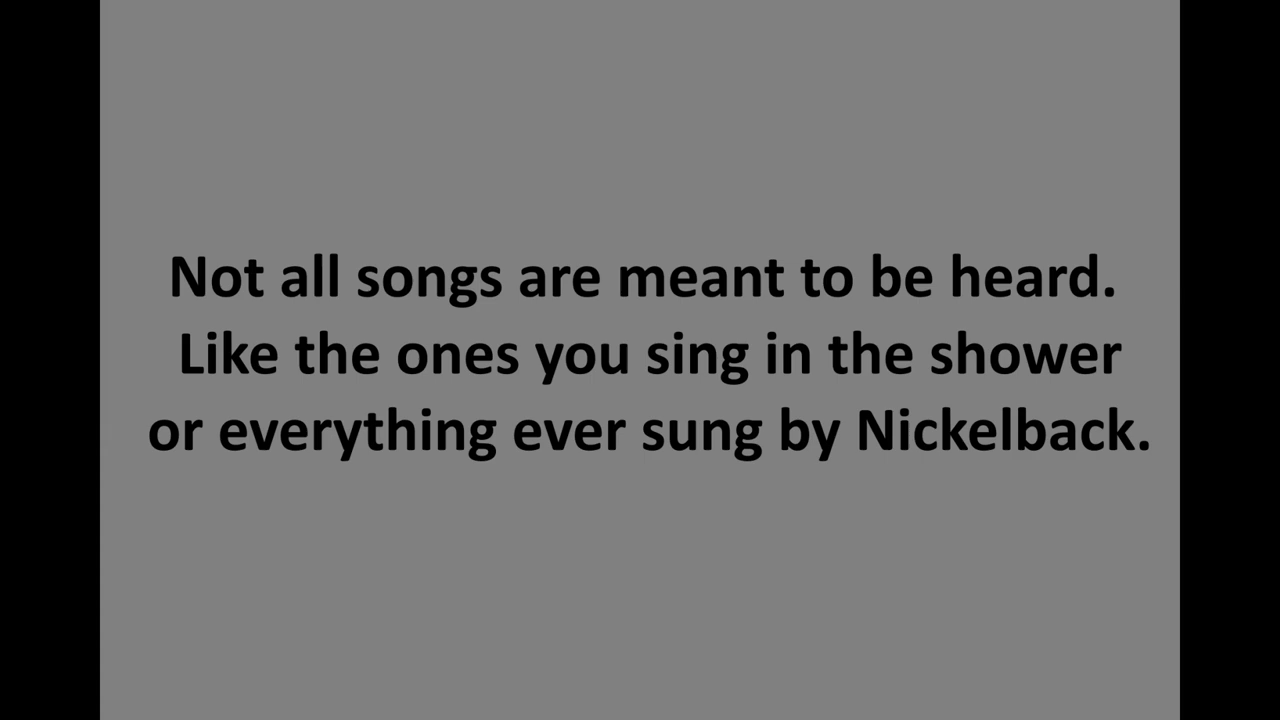 Not all songs are meant to be heard.
Like the ones you sing in the shower
or everything ever sung by Nickelback.